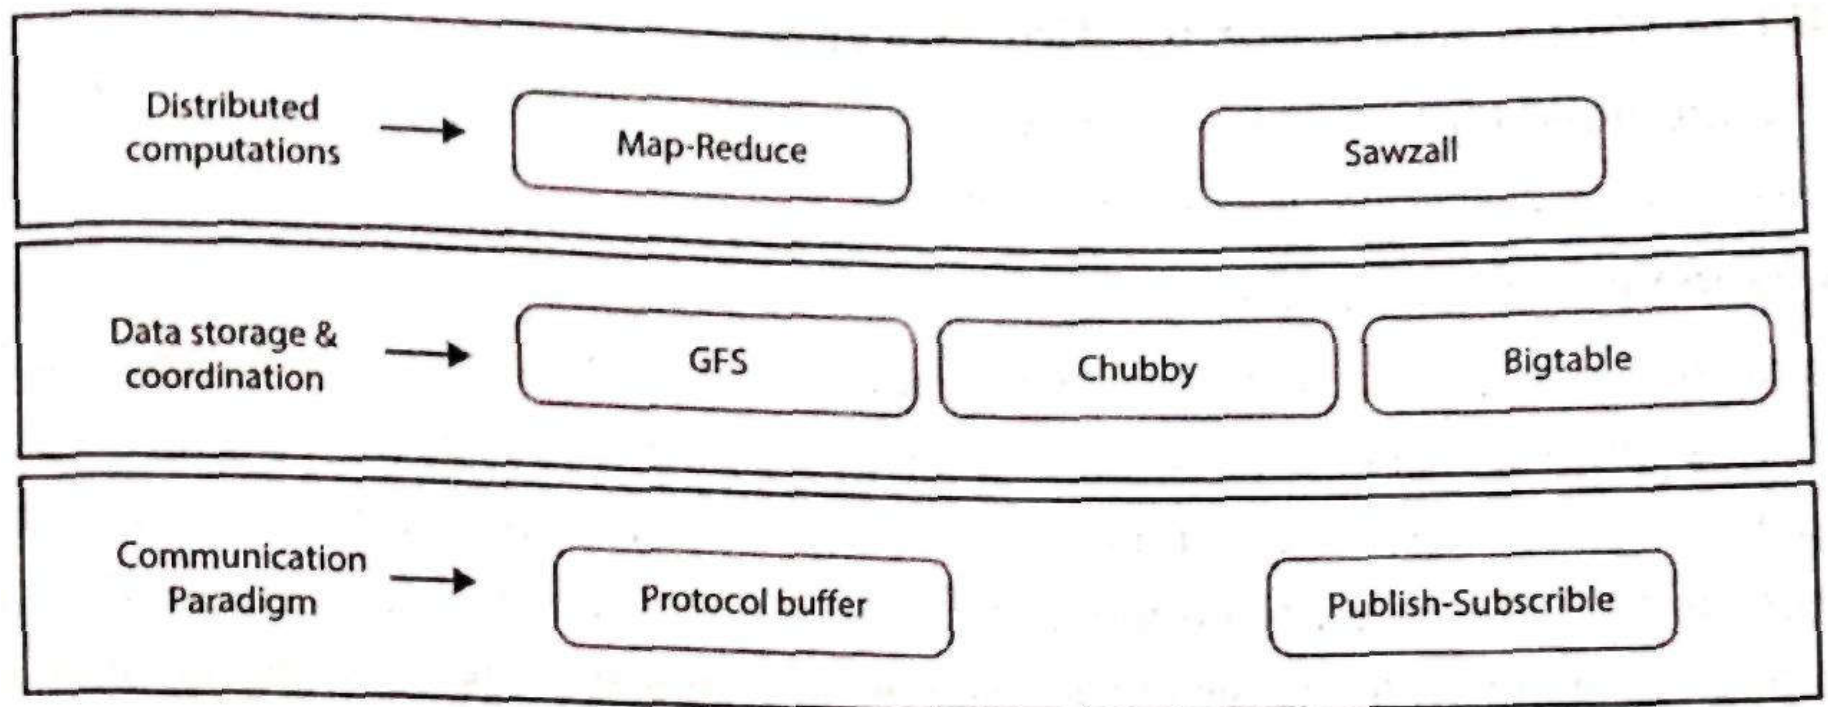 Distributed
computations
Map-Reduce
Sawzall
Data storage &
coordination
GFS
Chubby
Bigtable
Communication
Paradigm
Protocol buffer
Publish-Subscrible